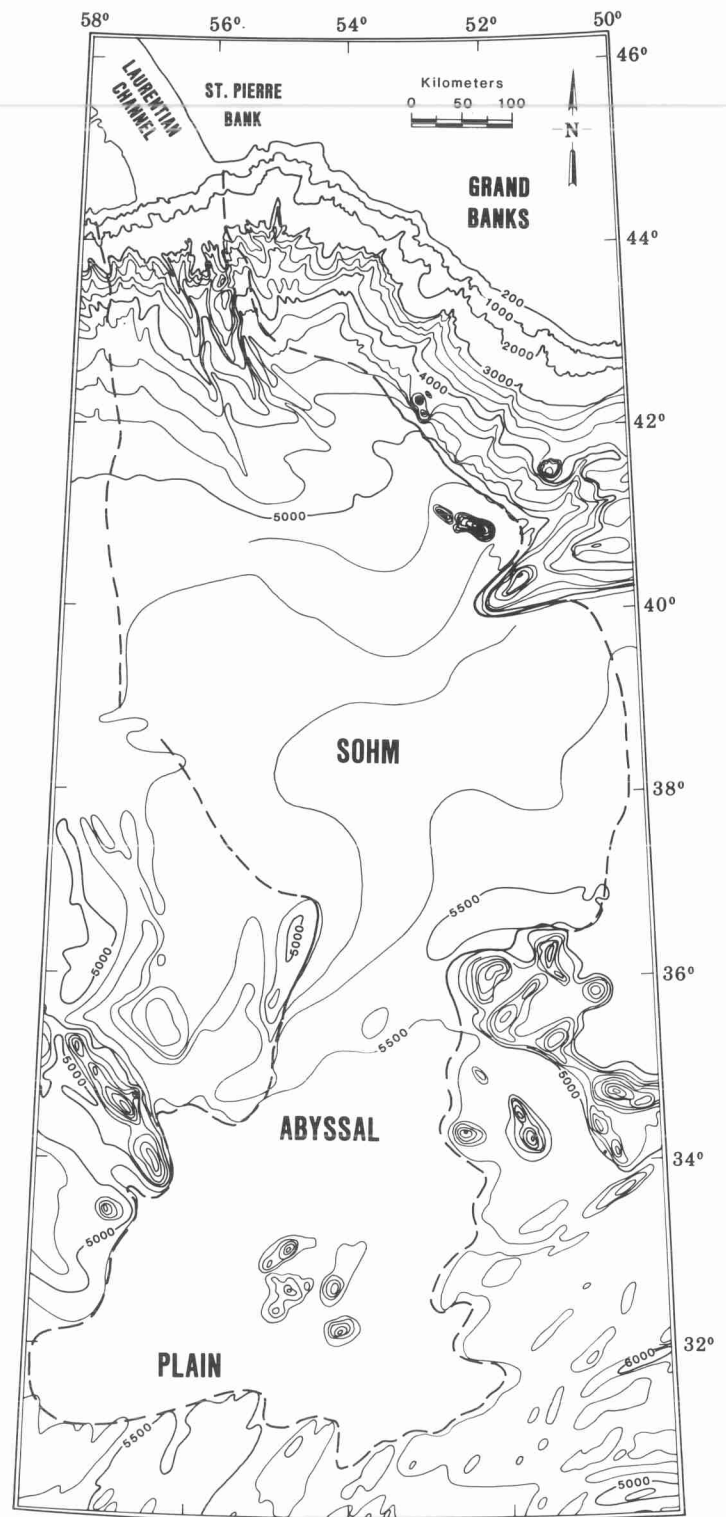 58° 56° 54° 52° 50°
46°
LAURENTIAN
CHANNEL
ST. PIERRE
BANK
Kilometers
0 50 100
N
GRAND
BANKS
44°
200
1000
2000
3000
4000
42°
5000
40°
SOHM
38°
5500
5000
5000
36°
5500
5000
5000
ABYSSAL
34°
5000
32°
6000
PLAIN
5500
5000